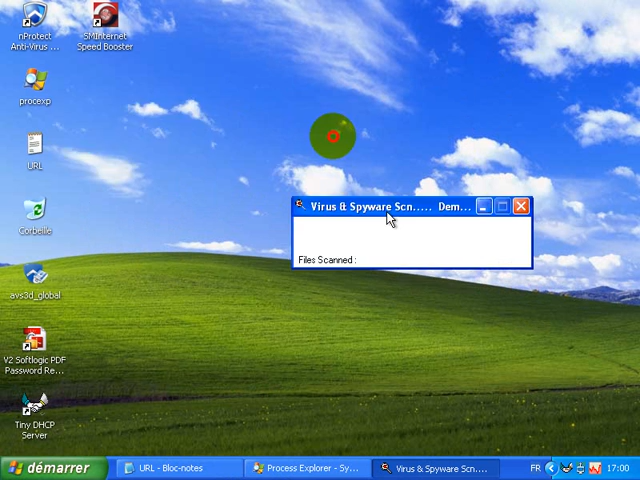 nProtect
Anti-Virus ...
SMInternet
Speed Booster
procexp
URL
Corbeille
avs3d_global
V2 Softlogic PDF
Password Re...
Tiny DHCP
Server
Virus & Spyware Scn..... Dem...
Files Scanned :
démarrer
URL - Bloc-notes
Process Explorer - Sy...
Virus & Spyware Scn....
FR
17:00